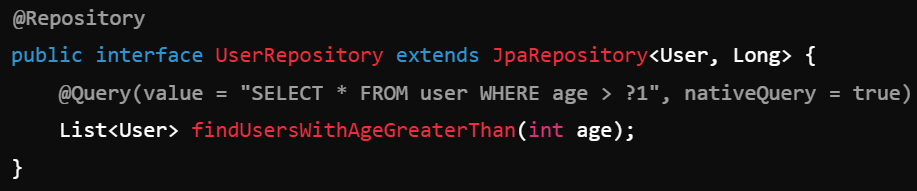 @Repository
public interface UserRepository extends JpaRepository<User, Long> {
@Query(value = "SELECT * FROM user WHERE age > ?1", nativeQuery = true)
List<User> findUsersWithAgeGreaterThan(int age);
}